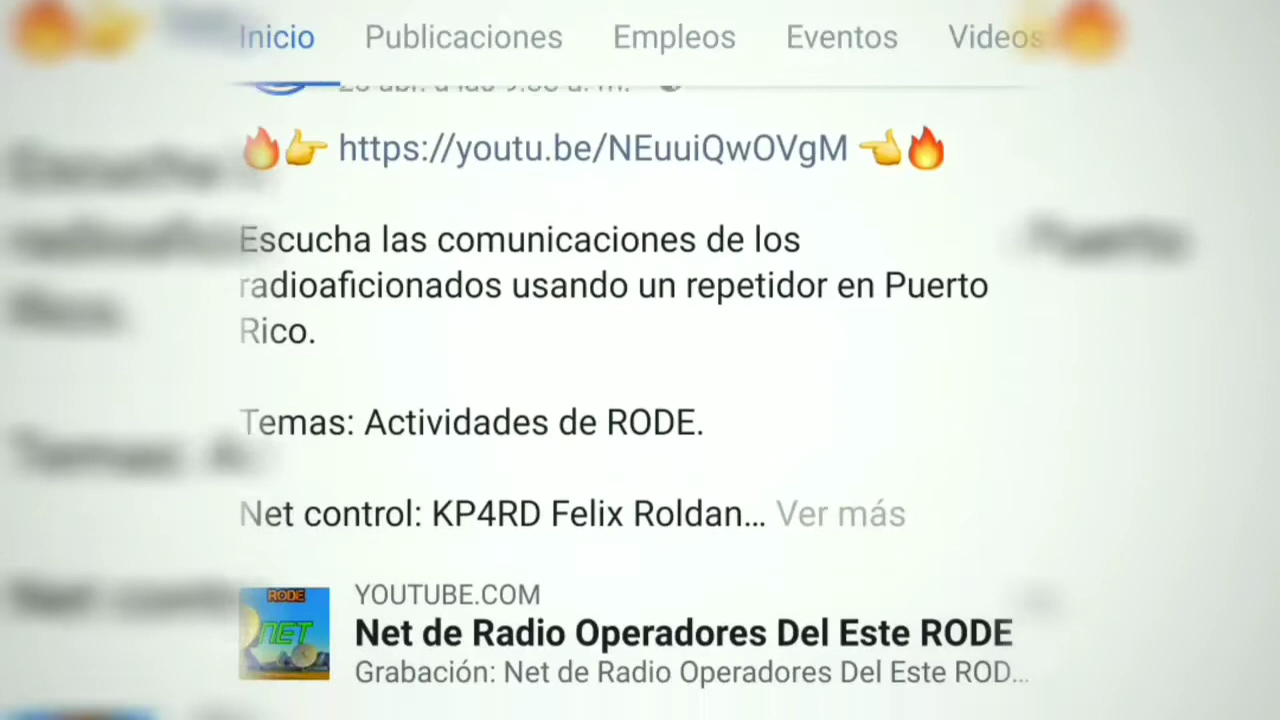 Inicio Publicaciones Empleos Eventos Videos
🔥👉 https://youtu.be/NEuuiQwOVgM 👈🔥
Escucha las comunicaciones de los
radioaficionados usando un repetidor en Puerto
Rico.
Temas: Actividades de RODE.
Net control: KP4RD Felix Roldan... Ver más
RODE
NET
YOUTUBE.COM
Net de Radio Operadores Del Este RODE
Grabación: Net de Radio Operadores Del Este ROD...